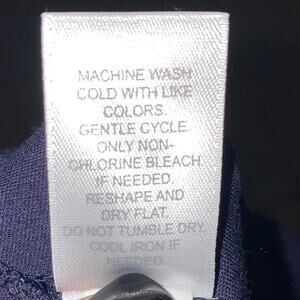 MACHINE WASH
COLD WITH LIKE
COLORS.
GENTLE CYCLE.
ONLY NON-
CHLORINE BLEACH
IF NEEDED.
RESHAPE AND
DRY FLAT.
DO NOT TUMBLE DRY.
COOL IRON IF
NEEDED.